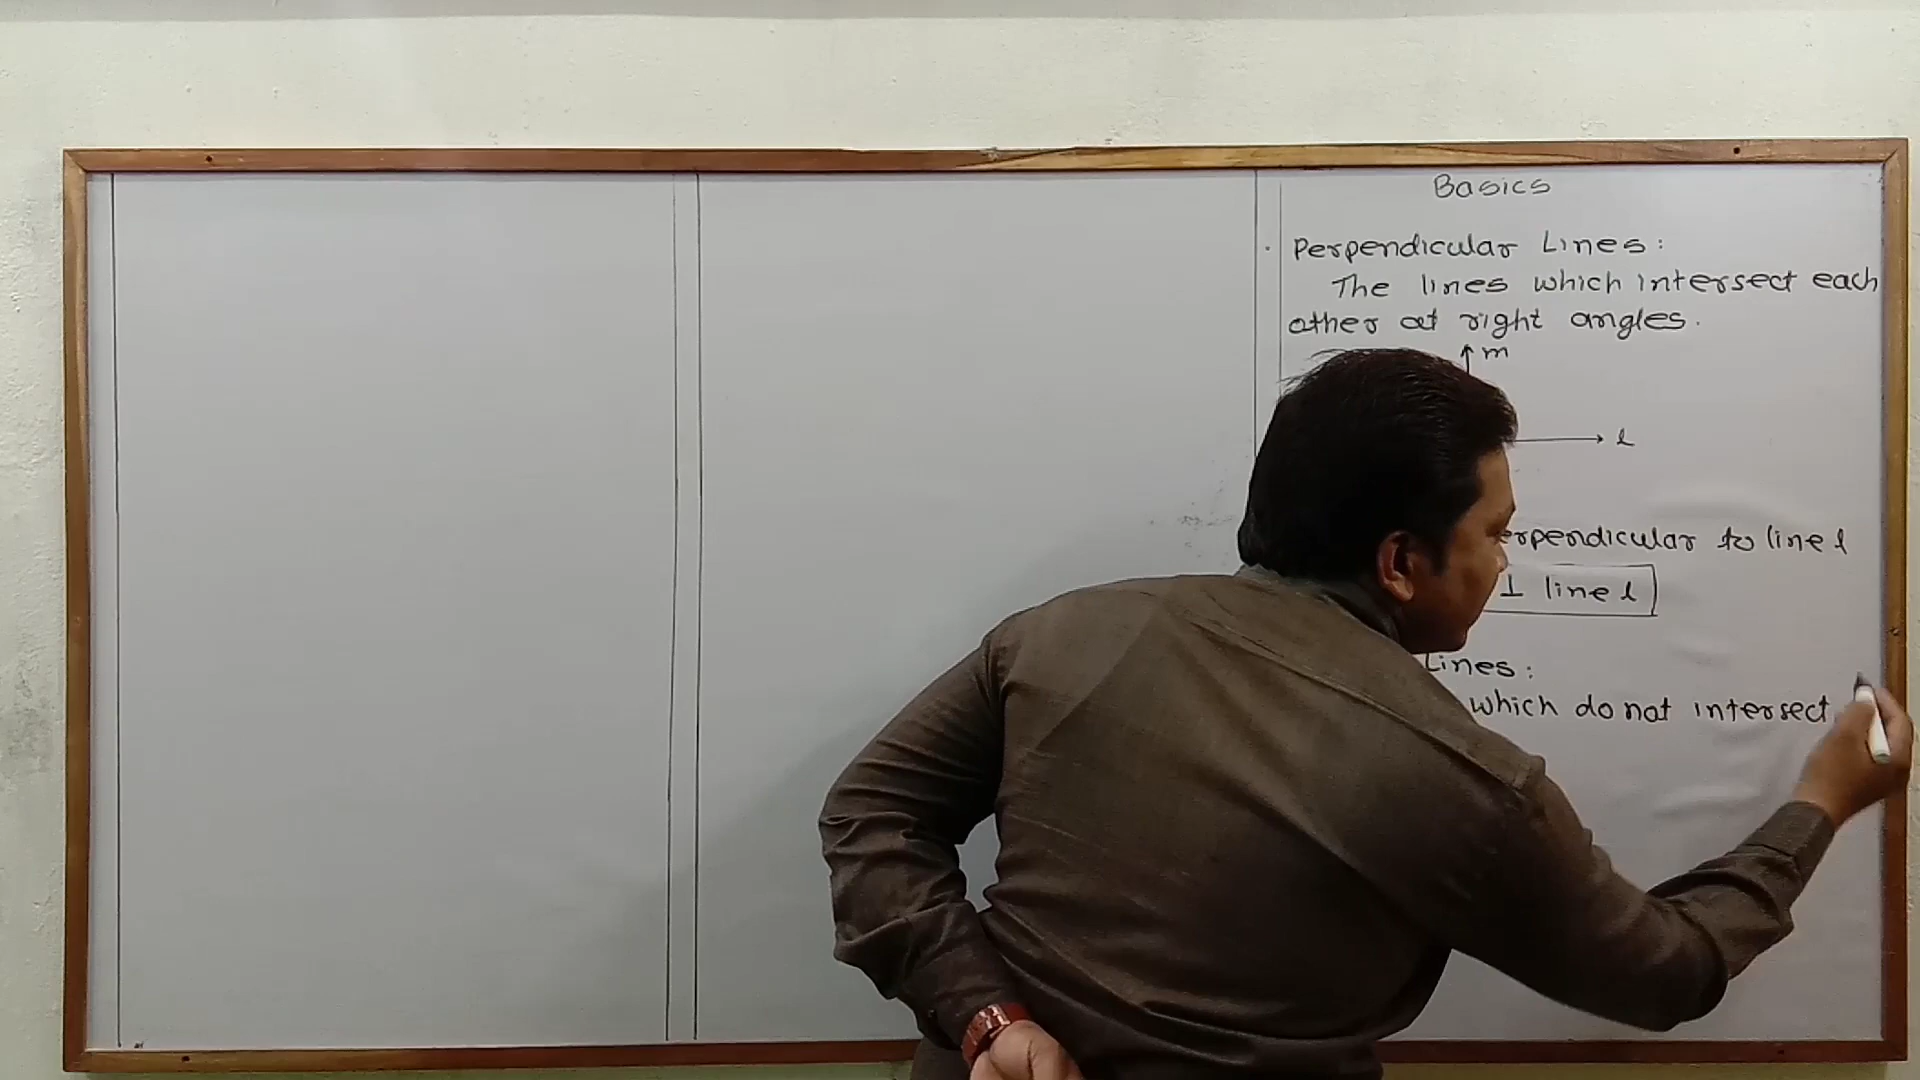 Basics
. Perpendicular Lines:
The lines which intersect each
other at right angles.
m
l
erpendicular to line l
⊥ line l
Lines:
which do not intersect